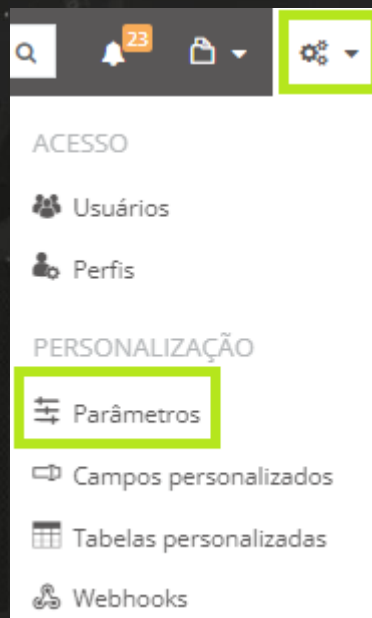 23
ACESSO
Usuários
Perfis
PERSONALIZAÇÃO
Parâmetros
Campos personalizados
Tabelas personalizadas
Webhooks